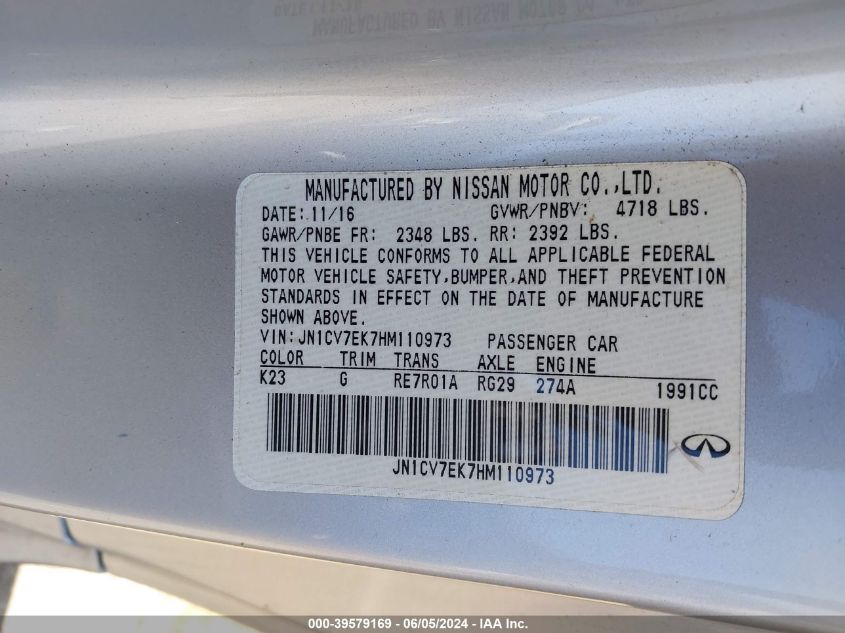 MANUFACTURED BY NISSAN MOTOR CO.,LTD.
DATE:11/16 GVWR/PNBV: 4718 LBS.
GAWR/PNBE FR: 2348 LBS. RR: 2392 LBS.
THIS VEHICLE CONFORMS TO ALL APPLICABLE FEDERAL
MOTOR VEHICLE SAFETY,BUMPER,AND THEFT PREVENTION
STANDARDS IN EFFECT ON THE DATE OF MANUFACTURE
SHOWN ABOVE.
VIN:JN1CV7EK7HM110973 PASSENGER CAR
COLOR TRIM TRANS AXLE ENGINE
K23 G RE7R01A RG29 274A 1991CC
JN1CV7EK7HM110973
000-39579169 - 06/05/2024 - IAA Inc.